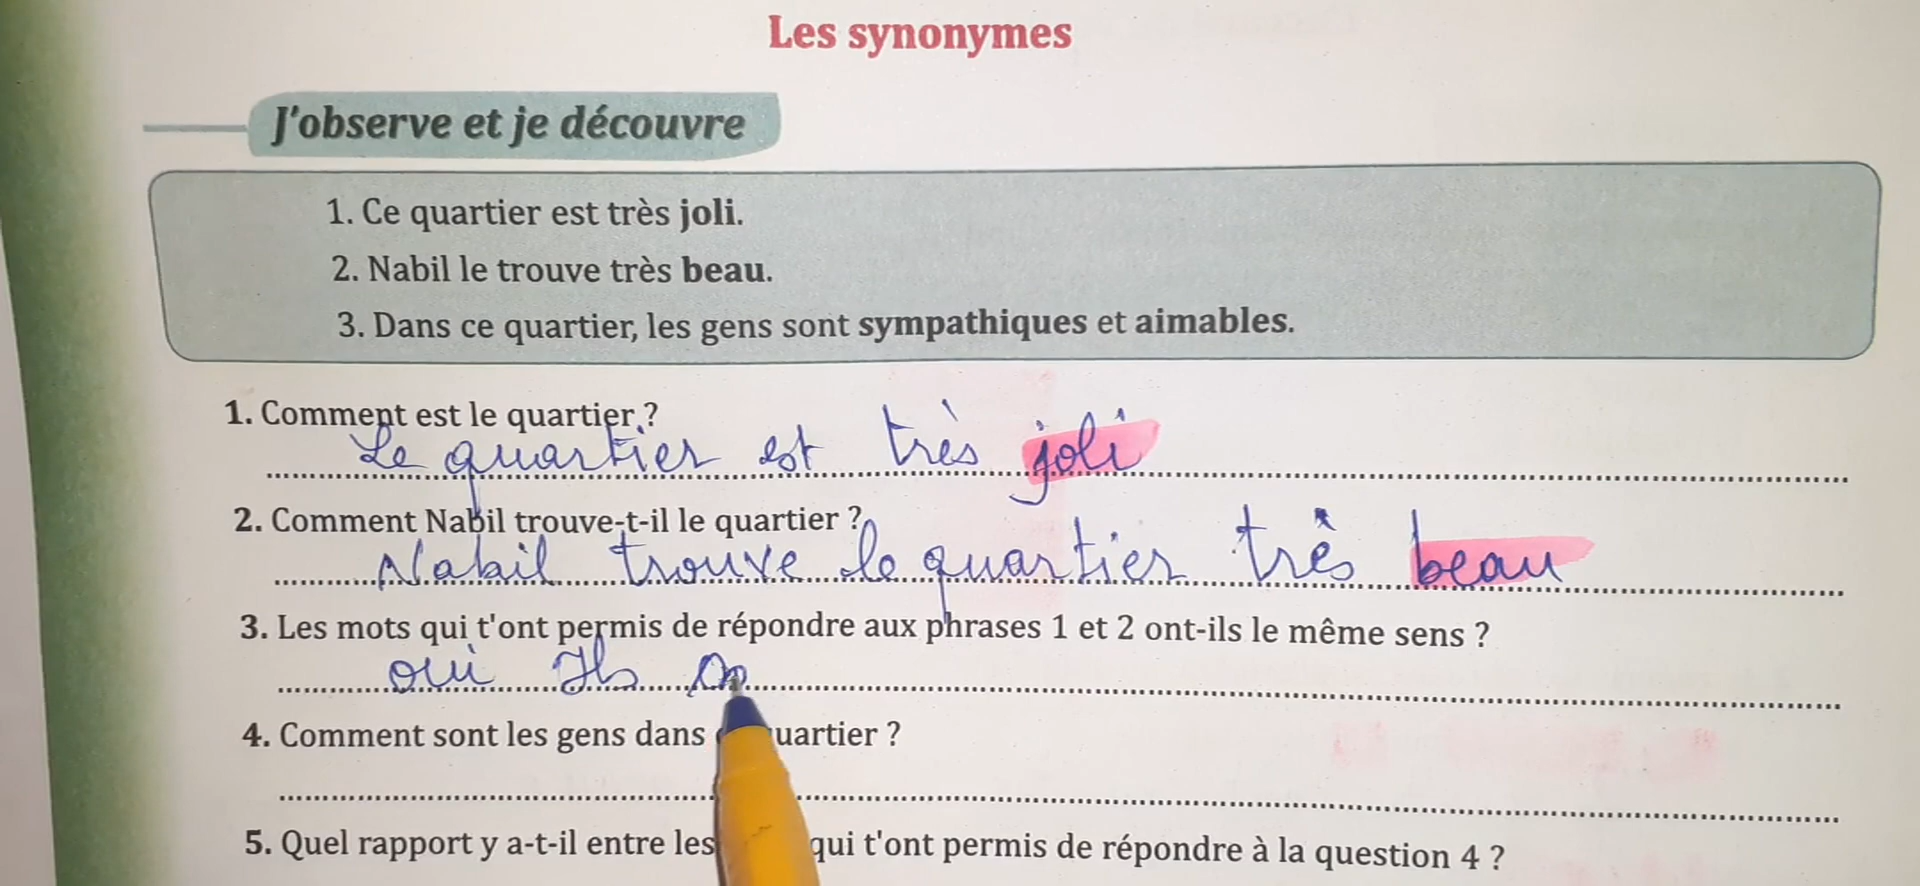 Les synonymes
J'observe et je découvre
1. Ce quartier est très joli.
2. Nabil le trouve très beau.
3. Dans ce quartier, les gens sont sympathiques et aimables.
1. Comment est le quartier ?
Le quartier est très joli
2. Comment Nabil trouve-t-il le quartier ?
Nabil trouve le quartier très beau
3. Les mots qui t'ont permis de répondre aux phrases 1 et 2 ont-ils le même sens ?
oui Ils
4. Comment sont les gens dans uartier ?
5. Quel rapport y a-t-il entre les qui t'ont permis de répondre à la question 4 ?